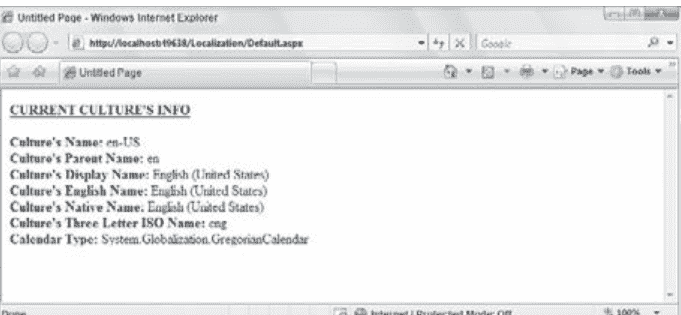 Untitled Page - Windows Internet Explorer
http://localhost:49638/Localization/Default.aspx
Google
Untitled Page
Page
Tools
CURRENT CULTURE'S INFO
Culture's Name: en-US
Culture's Parent Name: en
Culture's Display Name: English (United States)
Culture's English Name: English (United States)
Culture's Native Name: English (United States)
Culture's Three Letter ISO Name: eng
Calendar Type: System.Globalization.GregorianCalendar
Done
Internet | Protected Mode: Off
100%